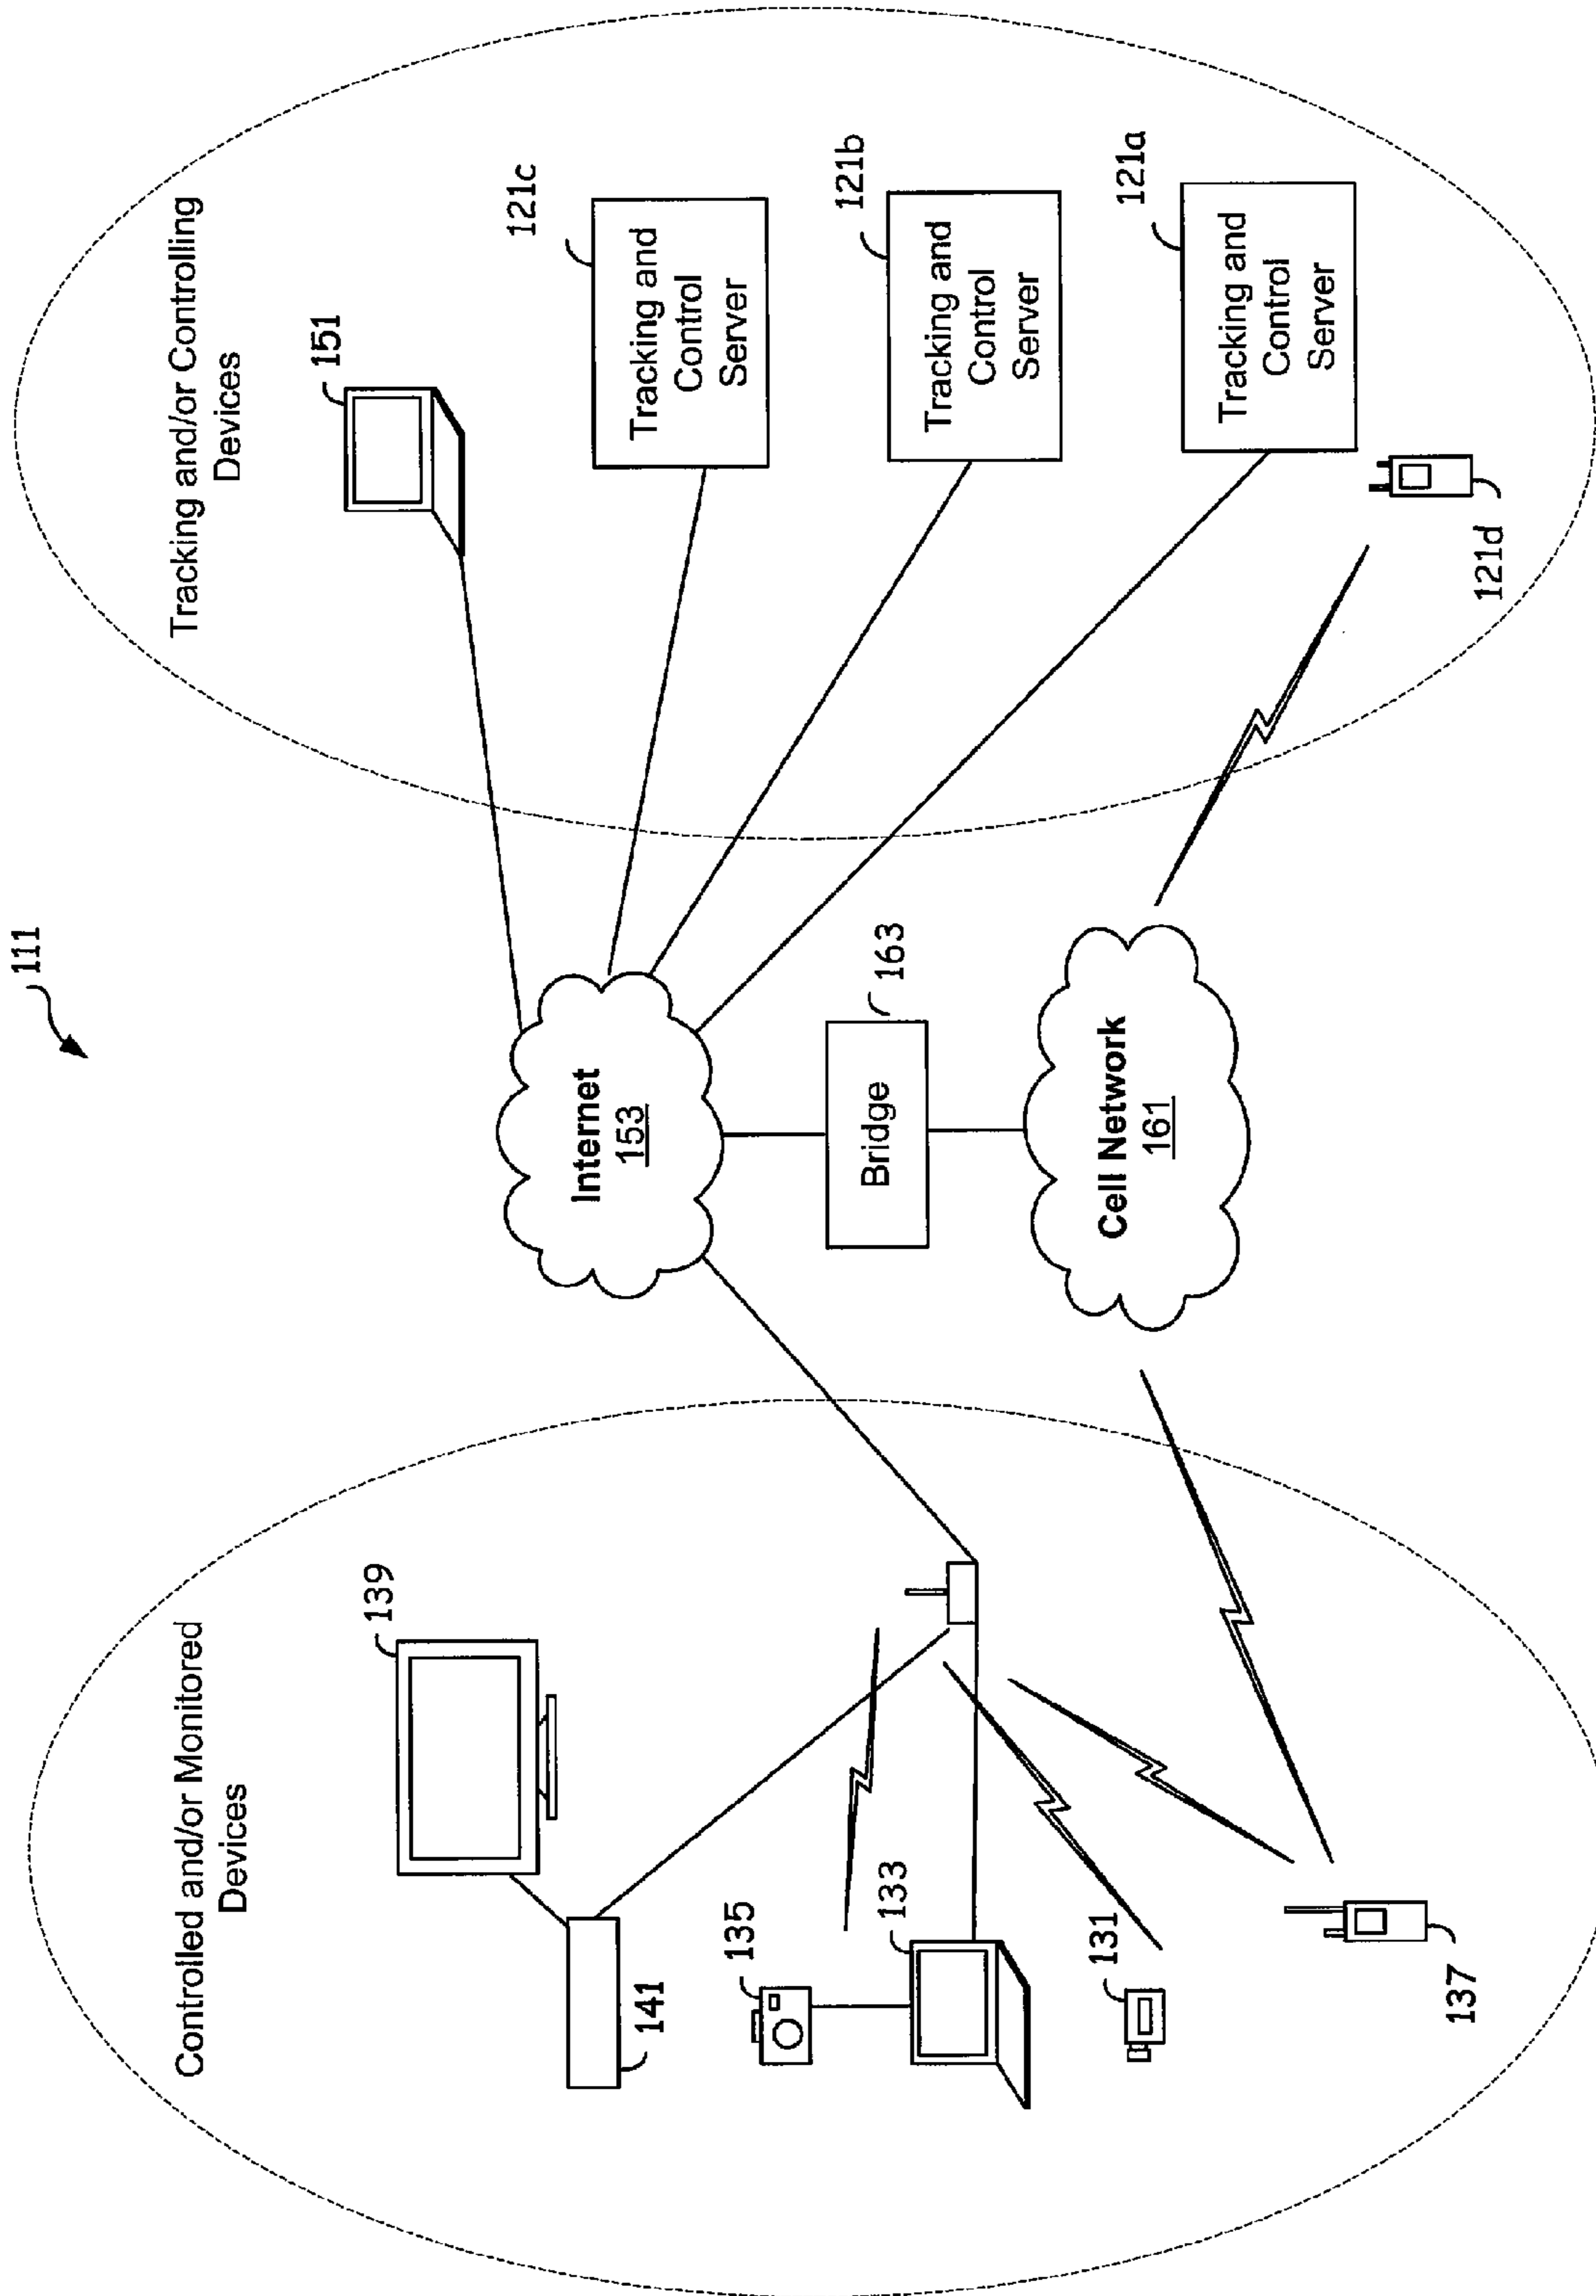 111
Controlled and/or Monitored
Devices
139
141
135
133
131
137
Internet
153
Bridge
163
Cell Network
161
Tracking and/or Controlling
Devices
151
121c
Tracking and
Control
Server
121b
Tracking and
Control
Server
121a
Tracking and
Control
Server
121d